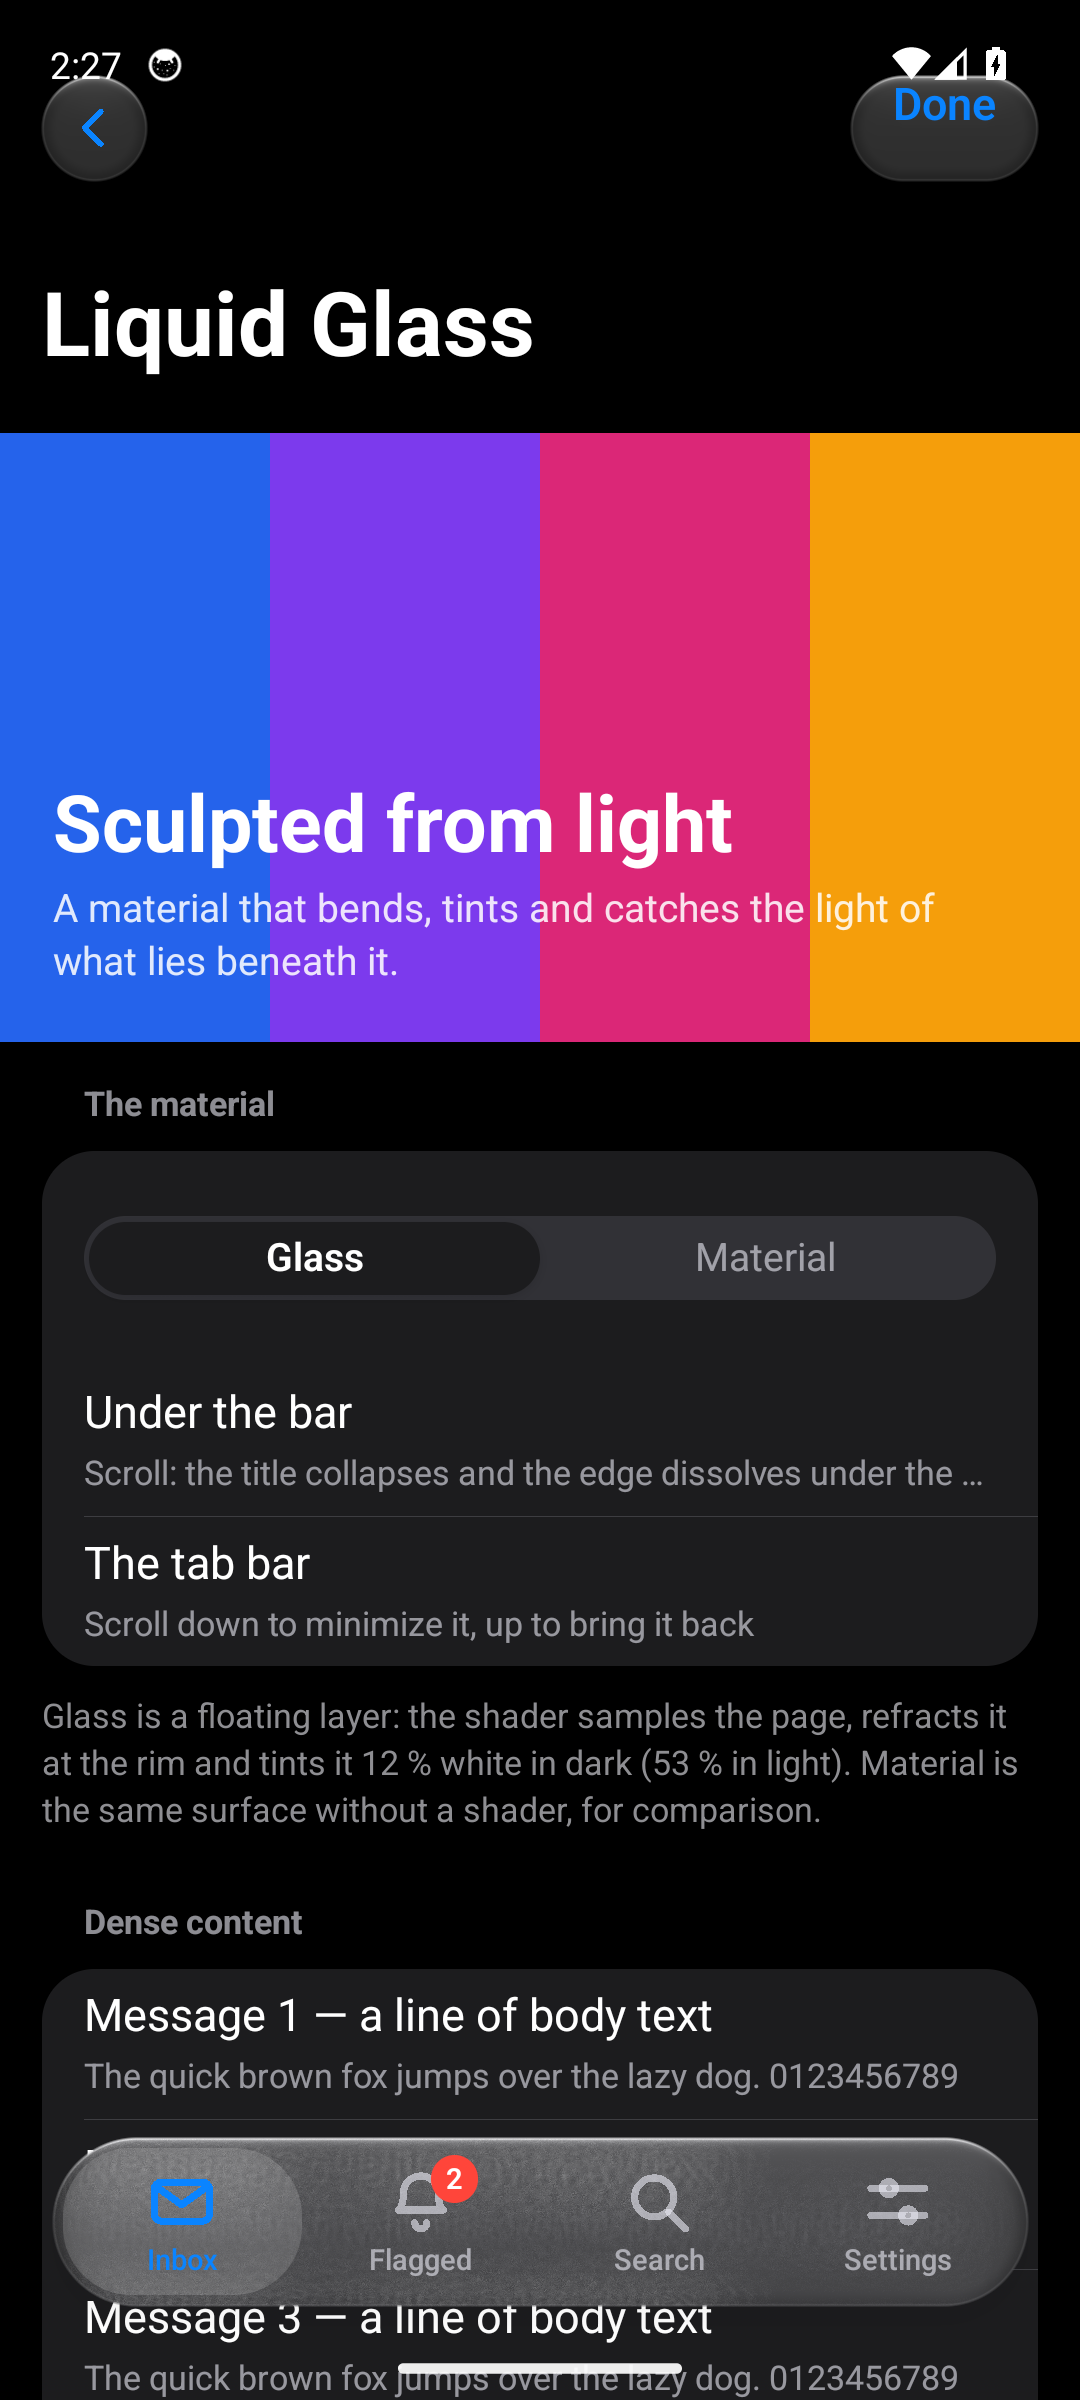 2:27
Done
Liquid Glass
Sculpted from light
A material that bends, tints and catches the light of
what lies beneath it.
The material
Glass
Material
Under the bar
Scroll: the title collapses and the edge dissolves under the …
The tab bar
Scroll down to minimize it, up to bring it back
Glass is a floating layer: the shader samples the page, refracts it
at the rim and tints it 12 % white in dark (53 % in light). Material is
the same surface without a shader, for comparison.
Dense content
Message 1 — a line of body text
The quick brown fox jumps over the lazy dog. 0123456789
2
Inbox
Flagged
Search
Settings
Message 3 — a line of body text
The quick brown fox jumps over the lazy dog. 0123456789